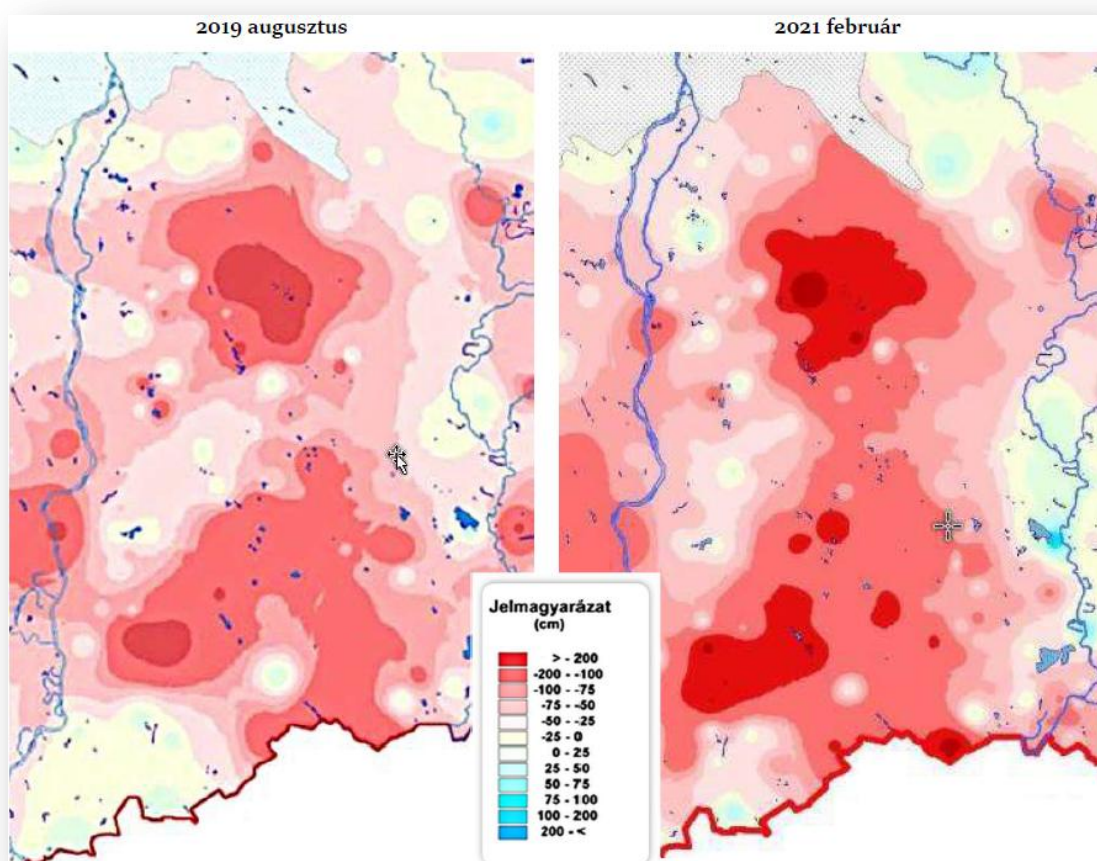 2019 augusztus
2021 február
Jelmagyarázat
(cm)
> - 200
-200 - -100
-100 - -75
-75 - -50
-50 - -25
-25 - 0
0 - 25
25 - 50
50 - 75
75 - 100
100 - 200
200 - <